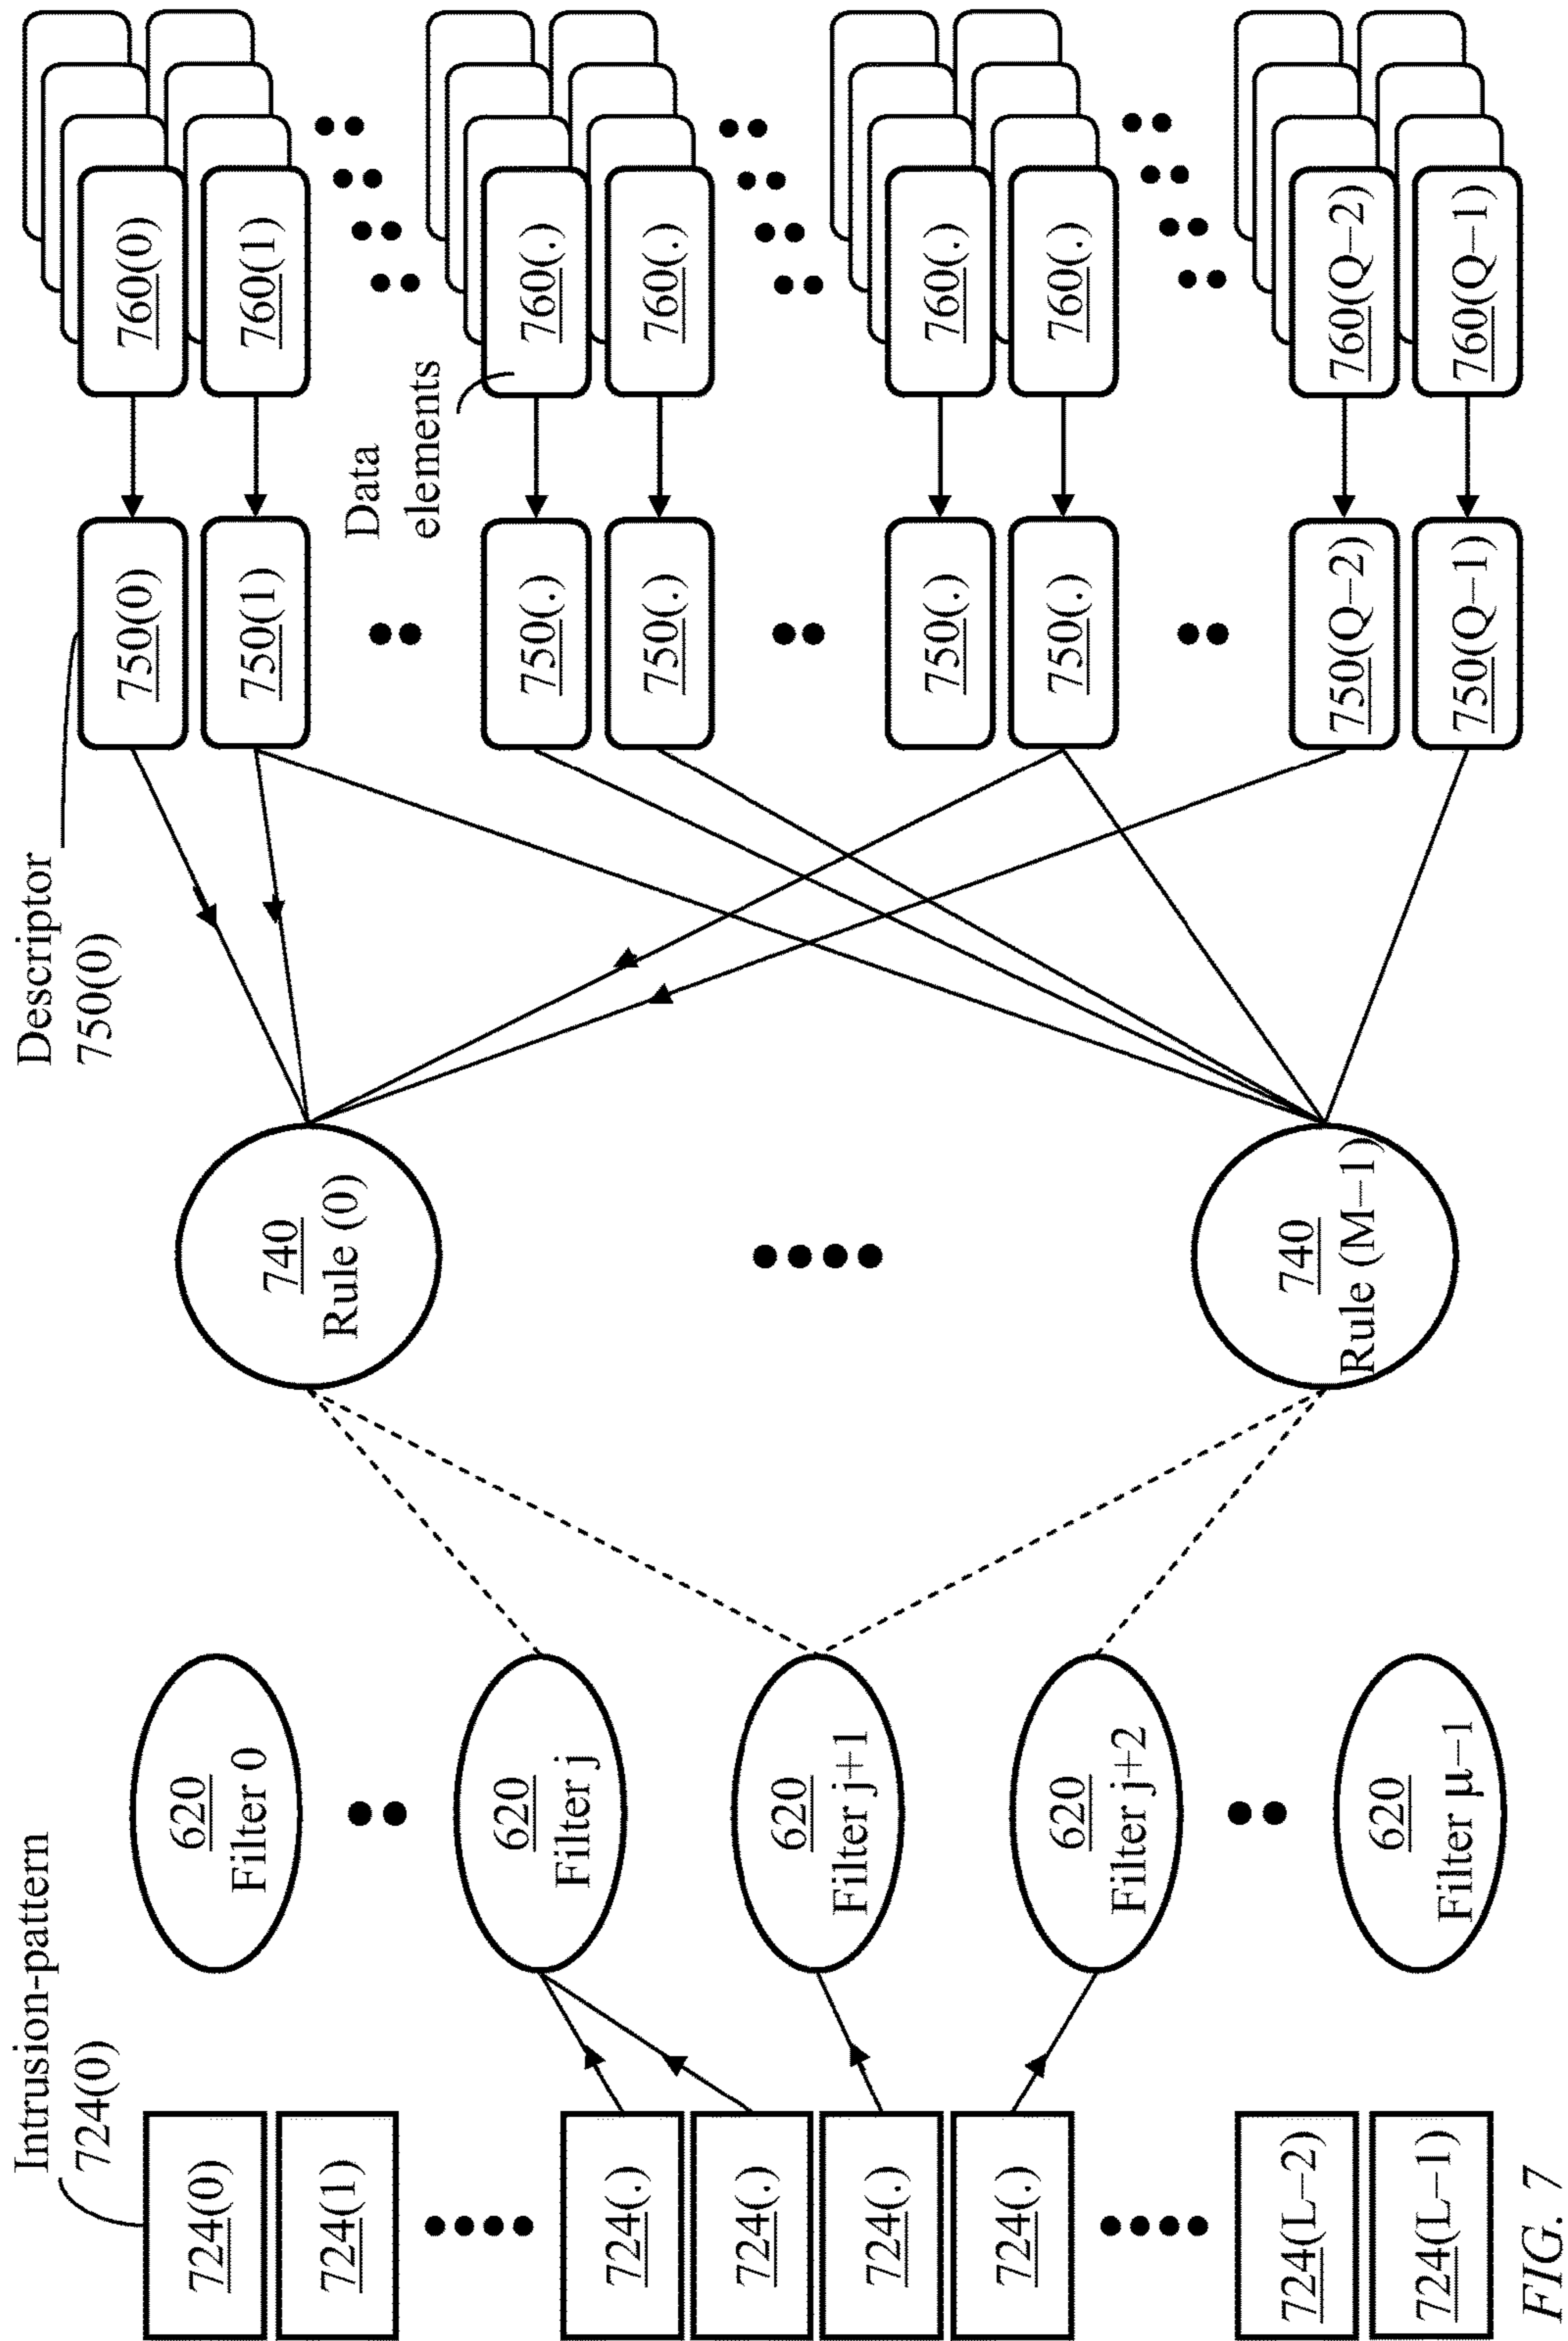 Intrusion-pattern
724(0)
724(0)
724(1)
724(.)
724(.)
724(.)
724(.)
724(L–2)
724(L–1)
620
Filter 0
620
Filter j
620
Filter j+1
620
Filter j+2
620
Filter µ–1
740
Rule (0)
740
Rule (M–1)
Descriptor
750(0)
750(0)
750(1)
750(.)
750(.)
750(.)
750(.)
750(Q–2)
750(Q–1)
Data
elements
760(0)
760(1)
760(.)
760(.)
760(.)
760(.)
760(Q–2)
760(Q–1)
FIG. 7